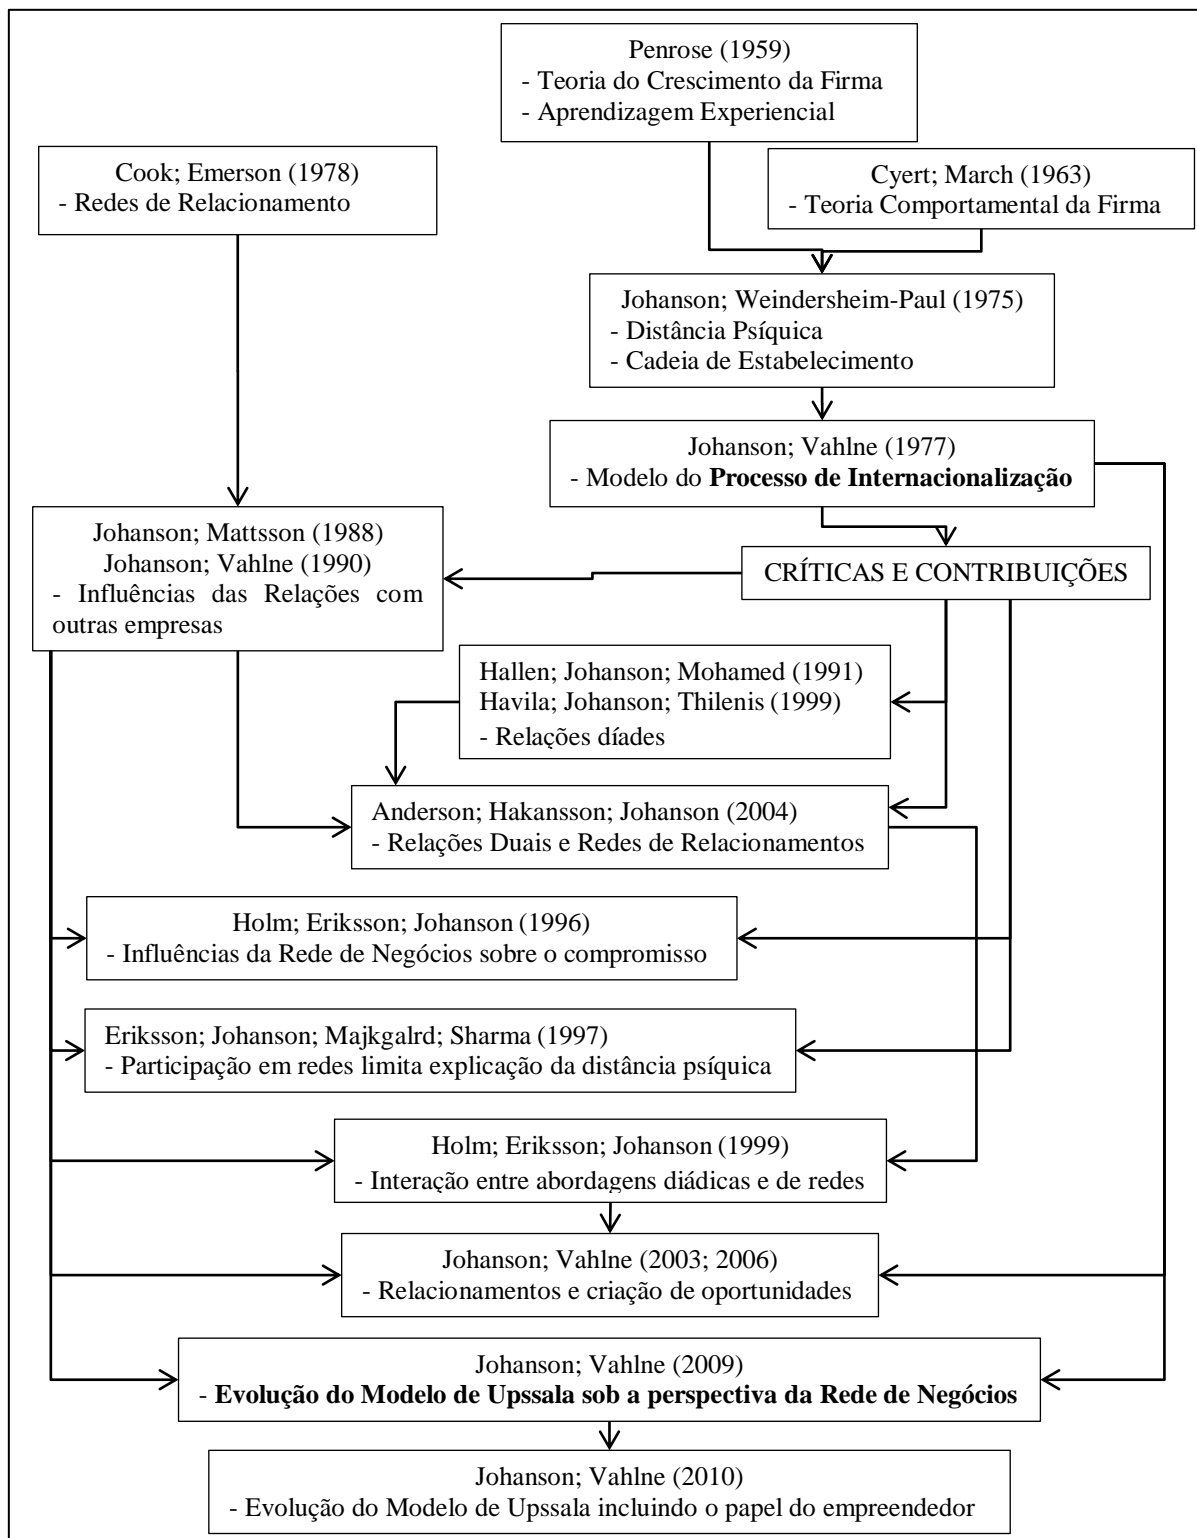 Penrose (1959)
- Teoria do Crescimento da Firma
- Aprendizagem Experiencial
Cook; Emerson (1978)
- Redes de Relacionamento
Cyert; March (1963)
- Teoria Comportamental da Firma
Johanson; Weindersheim-Paul (1975)
- Distância Psíquica
- Cadeia de Estabelecimento
Johanson; Vahlne (1977)
- Modelo do Processo de Internacionalização
Johanson; Mattsson (1988)
Johanson; Vahlne (1990)
- Influências das Relações com
outras empresas
CRÍTICAS E CONTRIBUIÇÕES
Hallen; Johanson; Mohamed (1991)
Havila; Johanson; Thilenis (1999)
- Relações díades
Anderson; Hakansson; Johanson (2004)
- Relações Duais e Redes de Relacionamentos
Holm; Eriksson; Johanson (1996)
- Influências da Rede de Negócios sobre o compromisso
Eriksson; Johanson; Majkgalrd; Sharma (1997)
- Participação em redes limita explicação da distância psíquica
Holm; Eriksson; Johanson (1999)
- Interação entre abordagens diádicas e de redes
Johanson; Vahlne (2003; 2006)
- Relacionamentos e criação de oportunidades
Johanson; Vahlne (2009)
- Evolução do Modelo de Upssala sob a perspectiva da Rede de Negócios
Johanson; Vahlne (2010)
- Evolução do Modelo de Upssala incluindo o papel do empreendedor